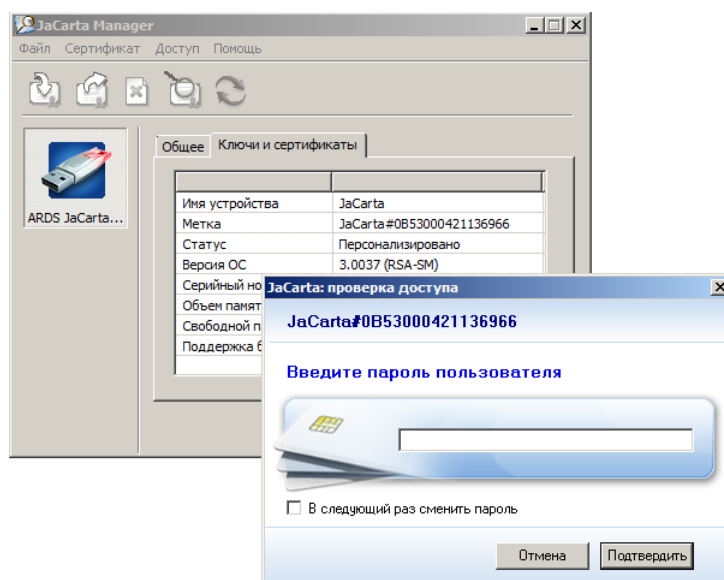 JaCarta Manager
Файл Сертификат Доступ Помощь
Общее Ключи и сертификаты
ARDS JaCarta...
Имя устройства JaCarta
Метка JaCarta#0B53000421136966
Статус Персонализировано
Версия ОС 3.0037 (RSA-SM)
Серийный но
Объем памят
Свободной п
Поддержка б
JaCarta: проверка доступа
JaCarta#0B53000421136966
Введите пароль пользователя
В следующий раз сменить пароль
Отмена Подтвердить